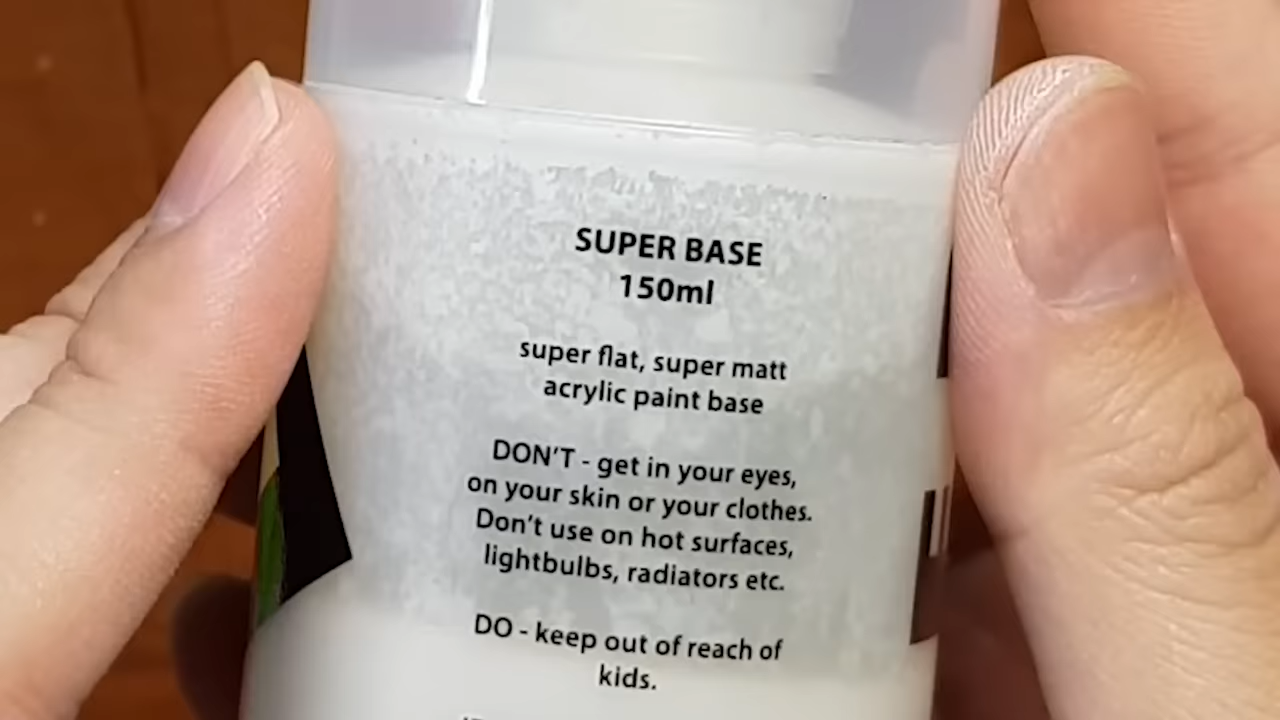 SUPER BASE
150ml
super flat, super matt
acrylic paint base
DON'T - get in your eyes,
on your skin or your clothes.
Don't use on hot surfaces,
lightbulbs, radiators etc.
DO - keep out of reach of
kids.